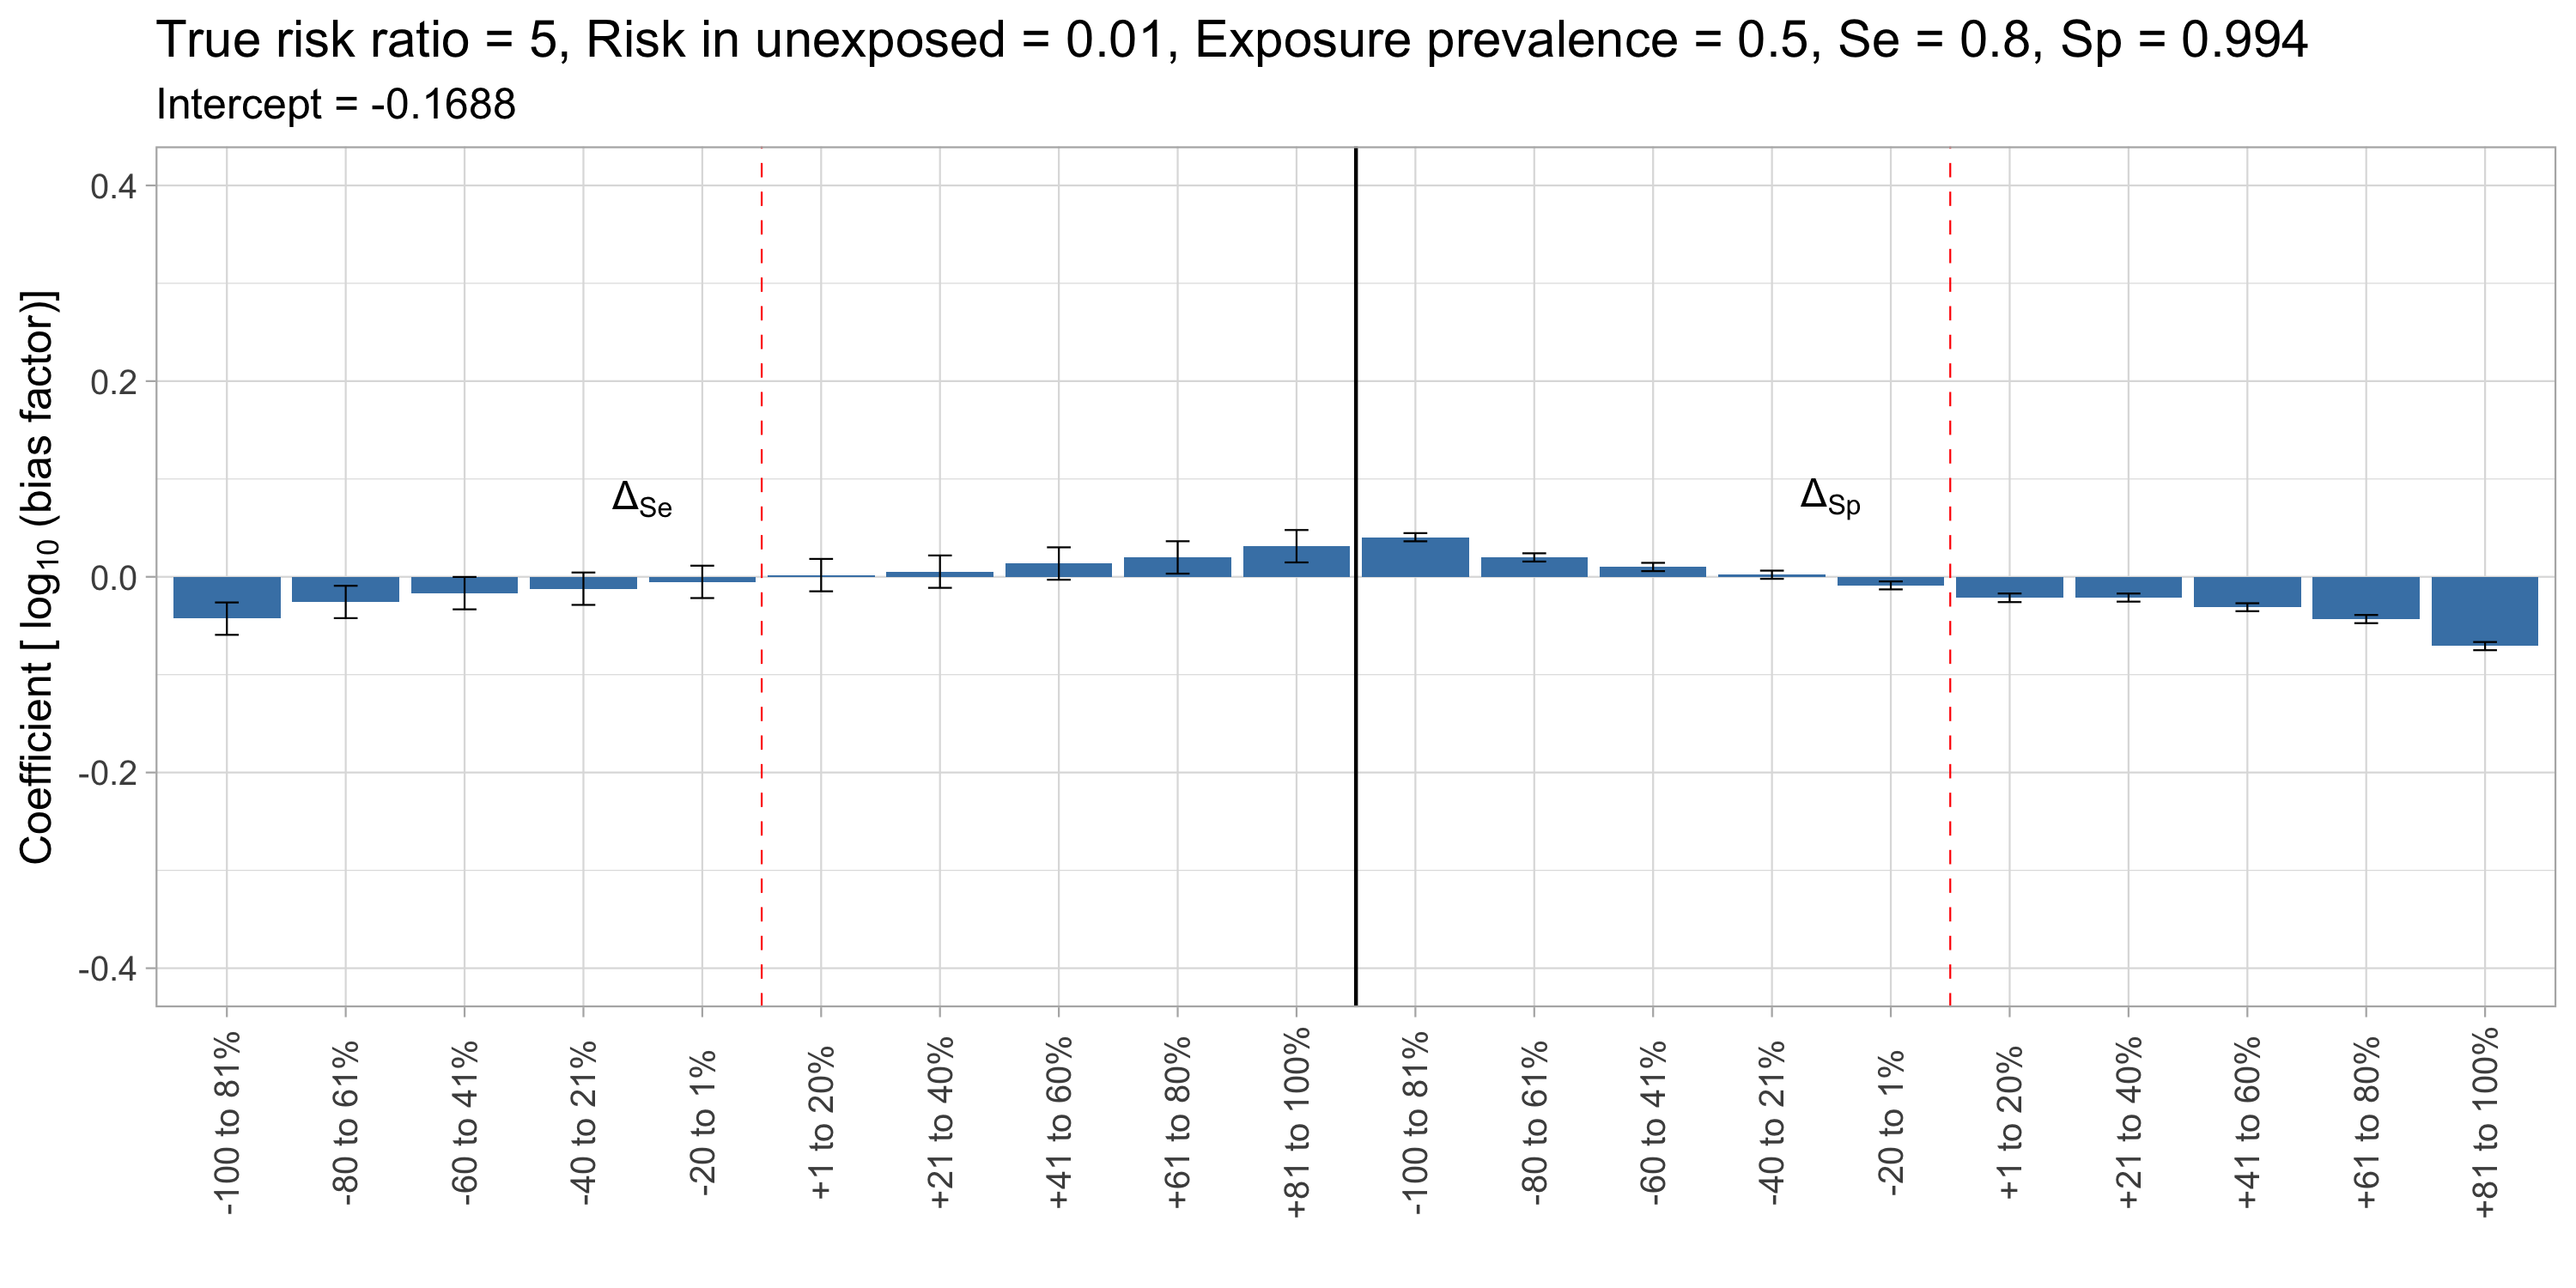 True risk ratio = 5, Risk in unexposed = 0.01, Exposure prevalence = 0.5, Se = 0.8, Sp = 0.994
Intercept = -0.1688
Coefficient [ log10 (bias factor)]
0.4
0.2
0.0
-0.2
-0.4
ΔSe
ΔSp
-100 to 81%
-80 to 61%
-60 to 41%
-40 to 21%
-20 to 1%
+1 to 20%
+21 to 40%
+41 to 60%
+61 to 80%
+81 to 100%
-100 to 81%
-80 to 61%
-60 to 41%
-40 to 21%
-20 to 1%
+1 to 20%
+21 to 40%
+41 to 60%
+61 to 80%
+81 to 100%